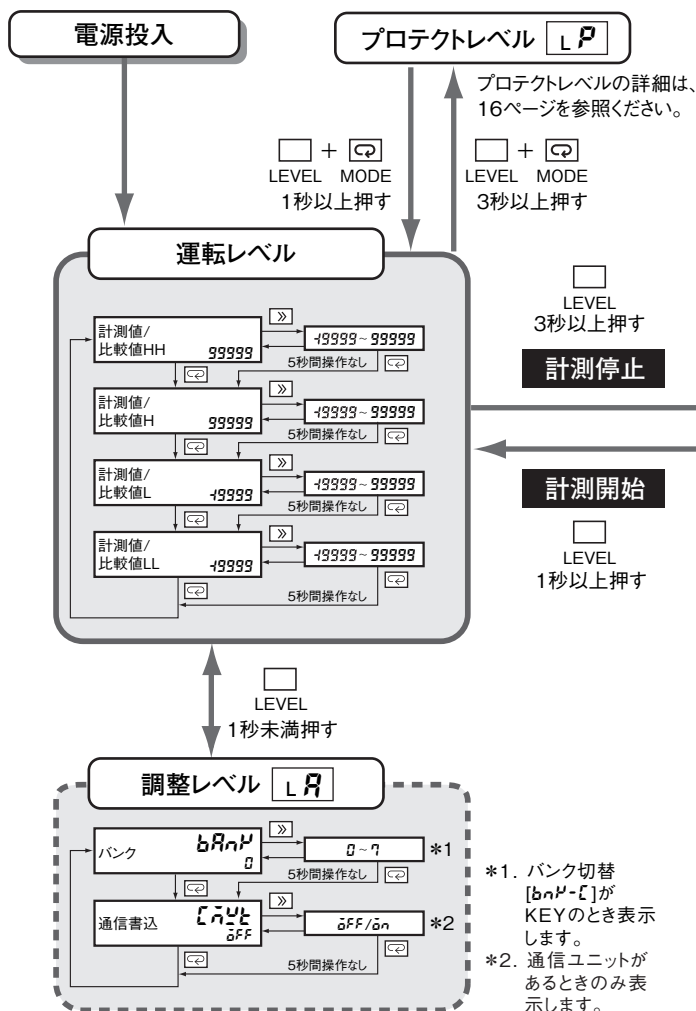 電源投入
プロテクトレベル LP
プロテクトレベルの詳細は、
16ページを参照ください。
+
LEVEL MODE
1秒以上押す
+
LEVEL MODE
3秒以上押す
運転レベル
計測値/
比較値HH 99999
-19999~99999
5秒間操作なし
計測値/
比較値H 99999
-19999~99999
5秒間操作なし
計測値/
比較値L -19999
-19999~99999
5秒間操作なし
計測値/
比較値LL -19999
-19999~99999
5秒間操作なし
LEVEL
3秒以上押す
計測停止
計測開始
LEVEL
1秒以上押す
LEVEL
1秒未満押す
調整レベル LA
バンク bAnK
0
0~7 *1
5秒間操作なし
通信書込 CMWt
oFF
oFF/on *2
5秒間操作なし
*1. バンク切替
[bnK-C]が
KEYのとき表示
します。
*2. 通信ユニットが
あるときのみ表
示します。